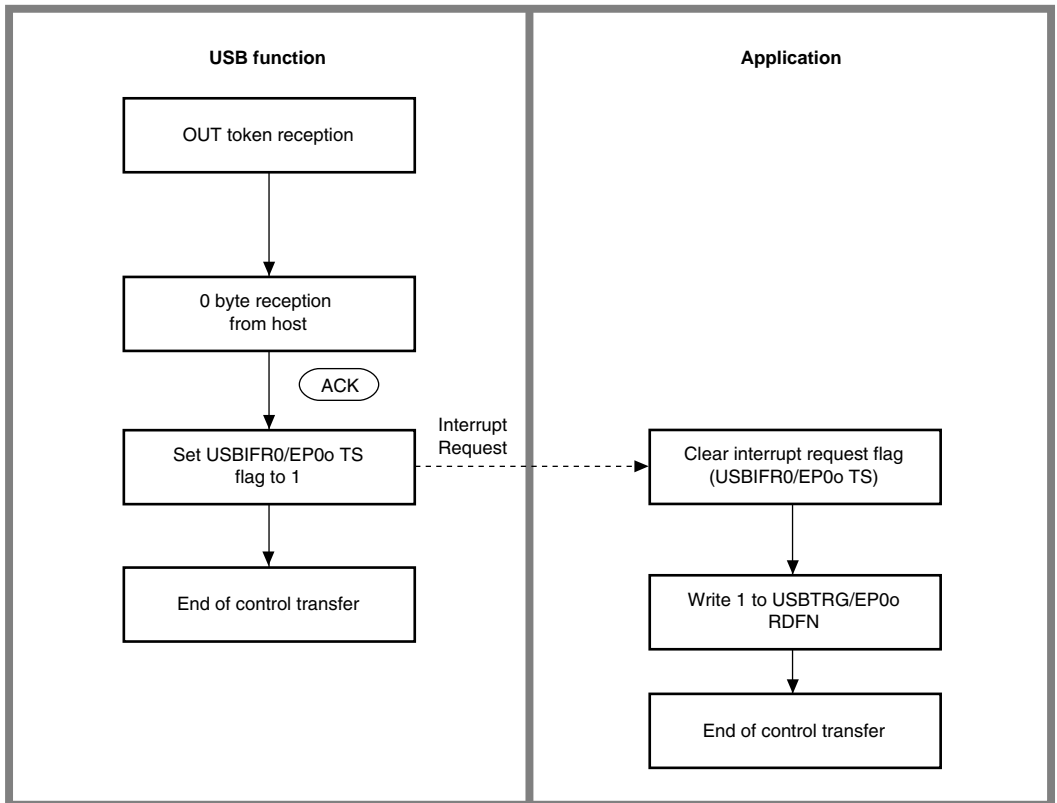 USB function
OUT token reception
0 byte reception
from host
ACK
Set USBIFR0/EP0o TS
flag to 1
End of control transfer
Interrupt
Request
Application
Clear interrupt request flag
(USBIFR0/EP0o TS)
Write 1 to USBTRG/EP0o
RDFN
End of control transfer